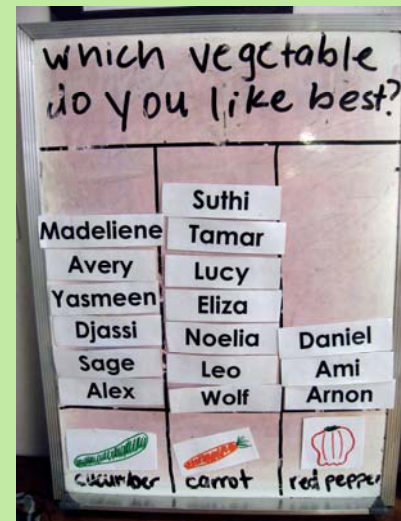 which vegetable
do you like best?
Suthi
Madeliene
Tamar
Avery
Lucy
Yasmeen
Eliza
Djassi
Noelia
Daniel
Sage
Leo
Ami
Alex
Wolf
Arnon
cucumber
carrot
red pepper